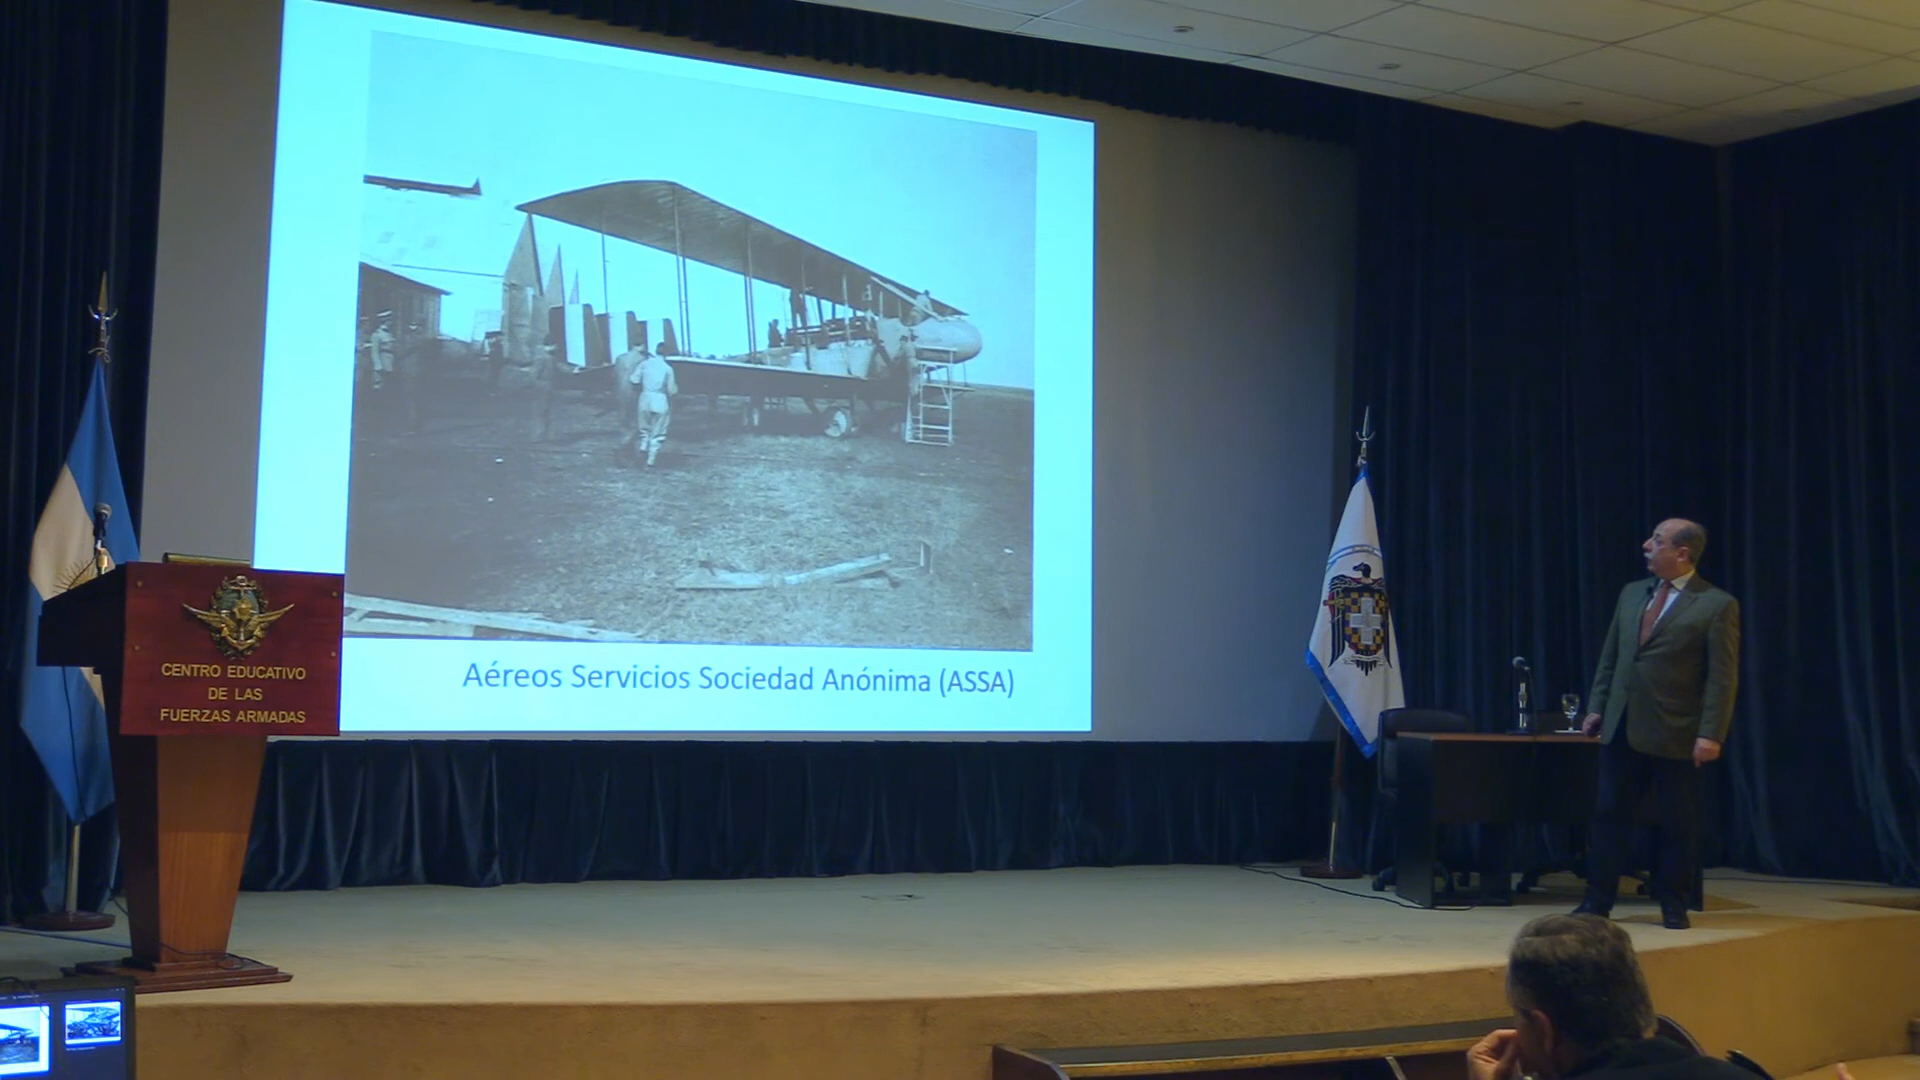 Aéreos Servicios Sociedad Anónima (ASSA)
CENTRO EDUCATIVO
DE LAS
FUERZAS ARMADAS